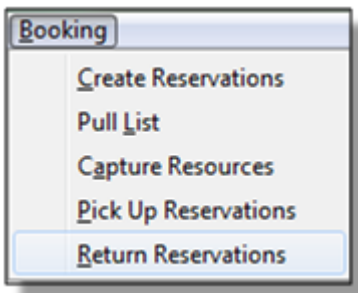 Booking
Create Reservations
Pull List
Capture Resources
Pick Up Reservations
Return Reservations